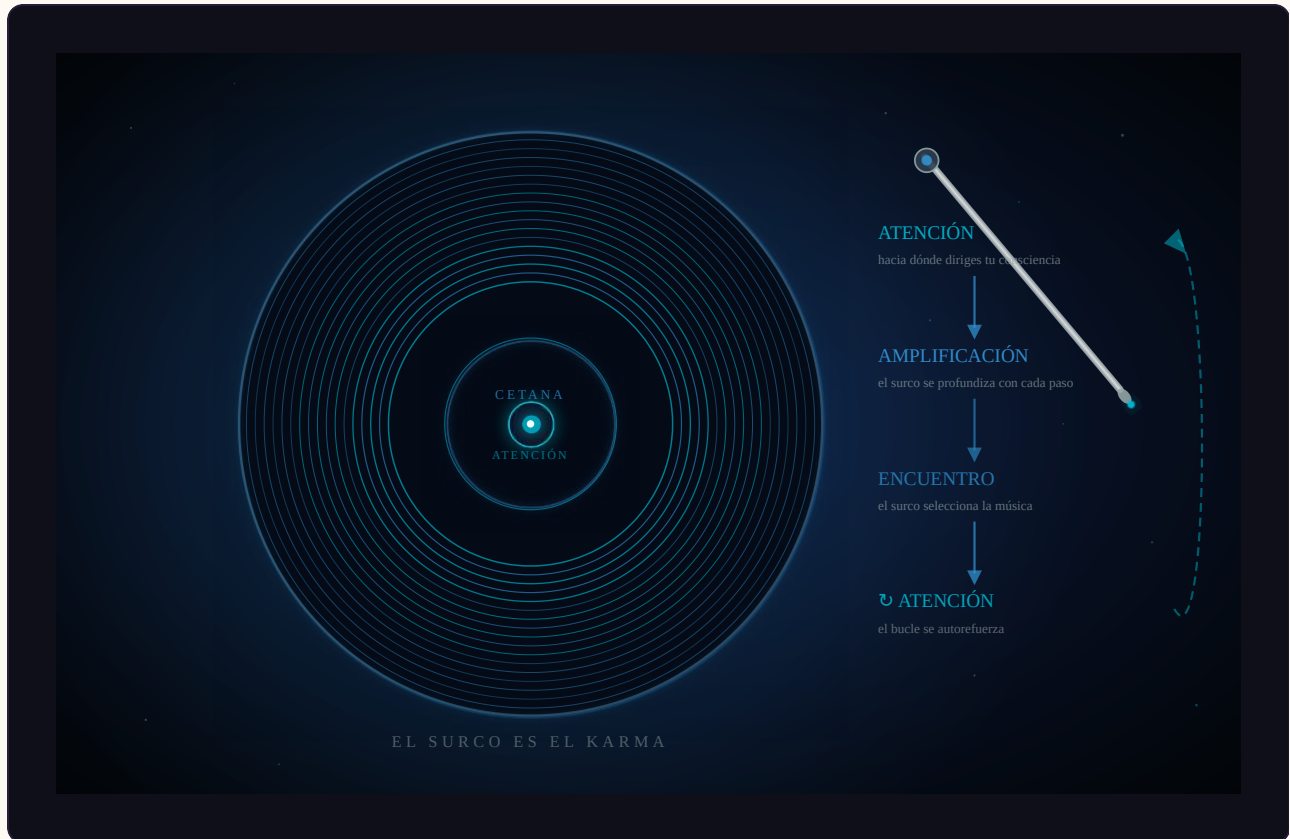 CETANA
ATENCIÓN
EL SURCO ES EL KARMA
ATENCIÓN
hacia dónde diriges tu consciencia
AMPLIFICACIÓN
el surco se profundiza con cada paso
ENCUENTRO
el surco selecciona la música
↻ ATENCIÓN
el bucle se autorefuerza